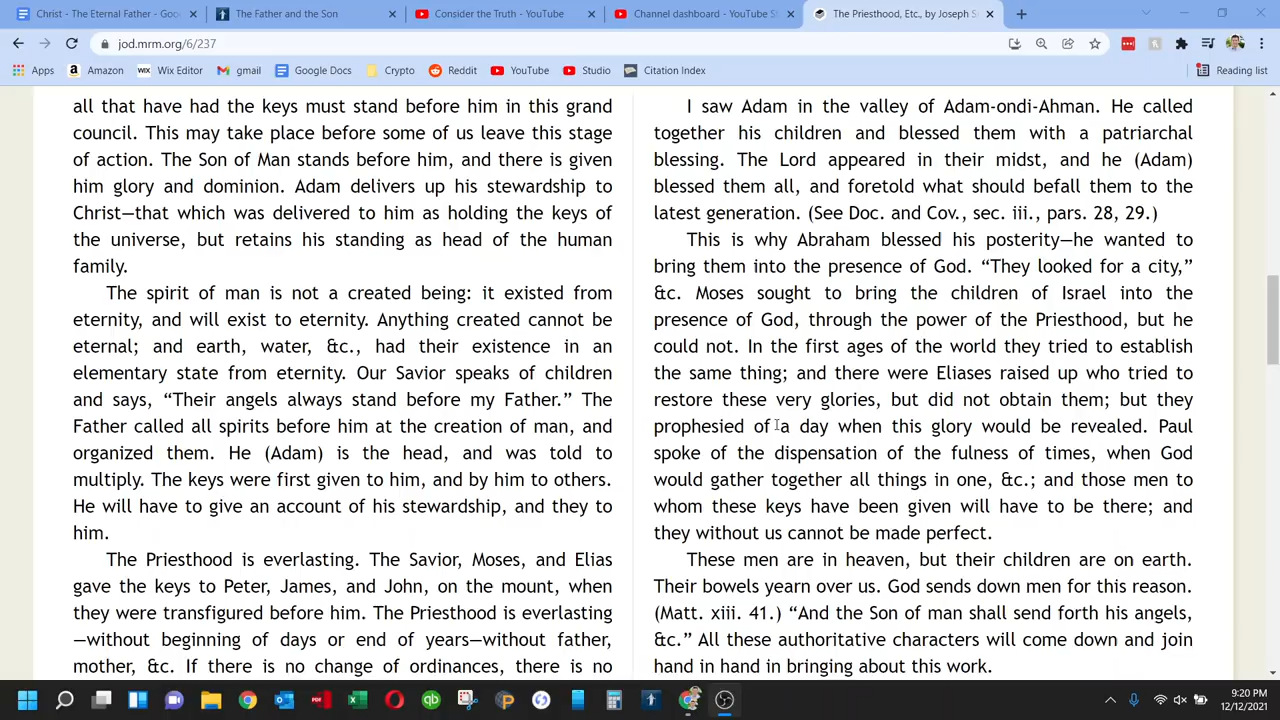 Christ - The Eternal Father - Goo
The Father and the Son
Consider the Truth - YouTube
Channel dashboard - YouTube S
The Priesthood, Etc., by Joseph S
jod.mrm.org/6/237
Apps
Amazon
WIX Wix Editor
gmail
Google Docs
Crypto
Reddit
YouTube
Studio
Citation Index
Reading list
all that have had the keys must stand before him in this grand
council. This may take place before some of us leave this stage
of action. The Son of Man stands before him, and there is given
him glory and dominion. Adam delivers up his stewardship to
Christ—that which was delivered to him as holding the keys of
the universe, but retains his standing as head of the human
family.
The spirit of man is not a created being: it existed from
eternity, and will exist to eternity. Anything created cannot be
eternal; and earth, water, &c., had their existence in an
elementary state from eternity. Our Savior speaks of children
and says, “Their angels always stand before my Father.” The
Father called all spirits before him at the creation of man, and
organized them. He (Adam) is the head, and was told to
multiply. The keys were first given to him, and by him to others.
He will have to give an account of his stewardship, and they to
him.
The Priesthood is everlasting. The Savior, Moses, and Elias
gave the keys to Peter, James, and John, on the mount, when
they were transfigured before him. The Priesthood is everlasting
—without beginning of days or end of years—without father,
mother, &c. If there is no change of ordinances, there is no
I saw Adam in the valley of Adam-ondi-Ahman. He called
together his children and blessed them with a patriarchal
blessing. The Lord appeared in their midst, and he (Adam)
blessed them all, and foretold what should befall them to the
latest generation. (See Doc. and Cov., sec. iii., pars. 28, 29.)
This is why Abraham blessed his posterity—he wanted to
bring them into the presence of God. “They looked for a city,”
&c. Moses sought to bring the children of Israel into the
presence of God, through the power of the Priesthood, but he
could not. In the first ages of the world they tried to establish
the same thing; and there were Eliases raised up who tried to
restore these very glories, but did not obtain them; but they
prophesied of a day when this glory would be revealed. Paul
spoke of the dispensation of the fulness of times, when God
would gather together all things in one, &c.; and those men to
whom these keys have been given will have to be there; and
they without us cannot be made perfect.
These men are in heaven, but their children are on earth.
Their bowels yearn over us. God sends down men for this reason.
(Matt. xiii. 41.) “And the Son of man shall send forth his angels,
&c.” All these authoritative characters will come down and join
hand in hand in bringing about this work.
9:20 PM
12/12/2021